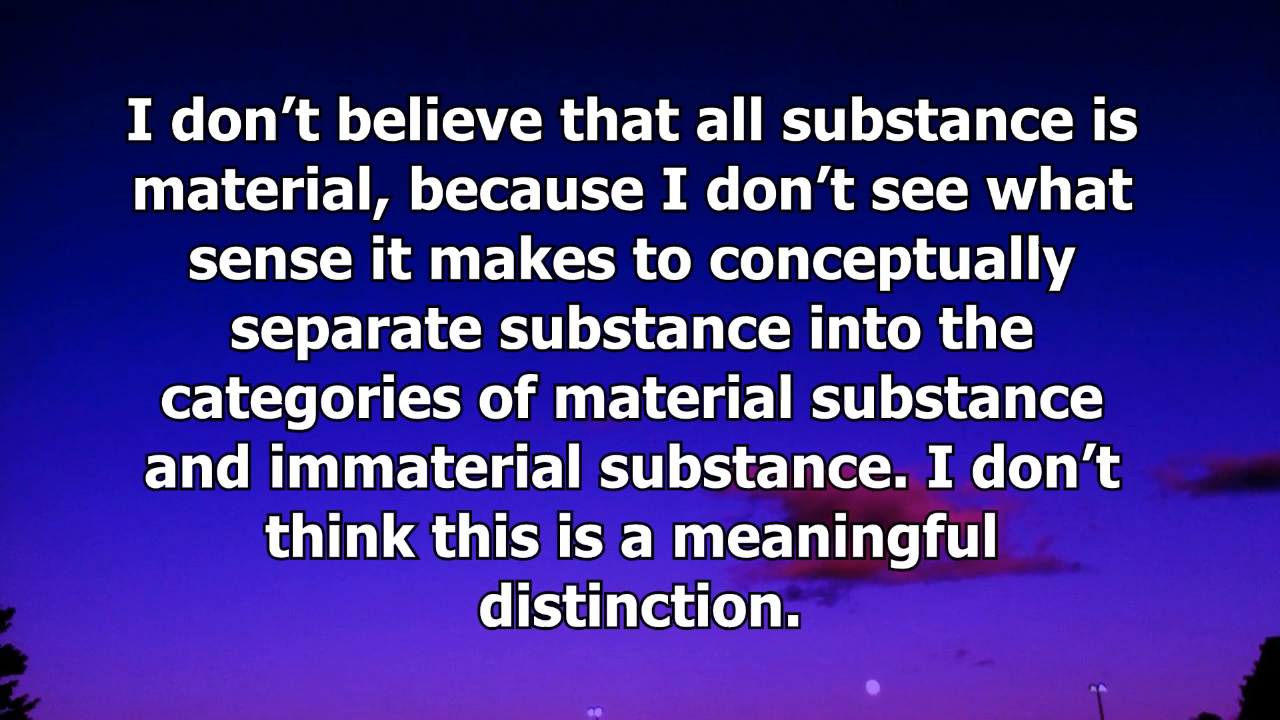 I don’t believe that all substance is
material, because I don’t see what
sense it makes to conceptually
separate substance into the
categories of material substance
and immaterial substance. I don’t
think this is a meaningful
distinction.